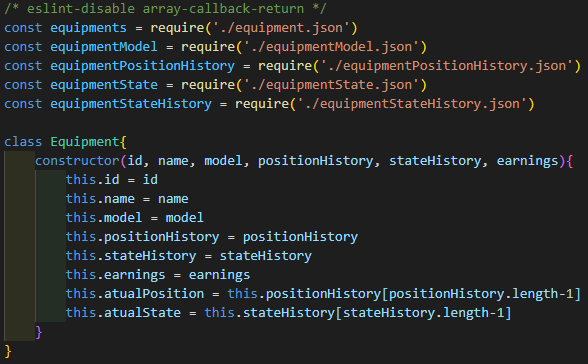 /* eslint-disable array-callback-return */
const equipments = require('./equipment.json')
const equipmentModel = require('./equipmentModel.json')
const equipmentPositionHistory = require('./equipmentPositionHistory.json')
const equipmentState = require('./equipmentState.json')
const equipmentStateHistory = require('./equipmentStateHistory.json')

class Equipment{
    constructor(id, name, model, positionHistory, stateHistory, earnings){
        this.id = id
        this.name = name
        this.model = model
        this.positionHistory = positionHistory
        this.stateHistory = stateHistory
        this.earnings = earnings
        this.atualPosition = this.positionHistory[positionHistory.length-1]
        this.atualState = this.stateHistory[stateHistory.length-1]
    }
}